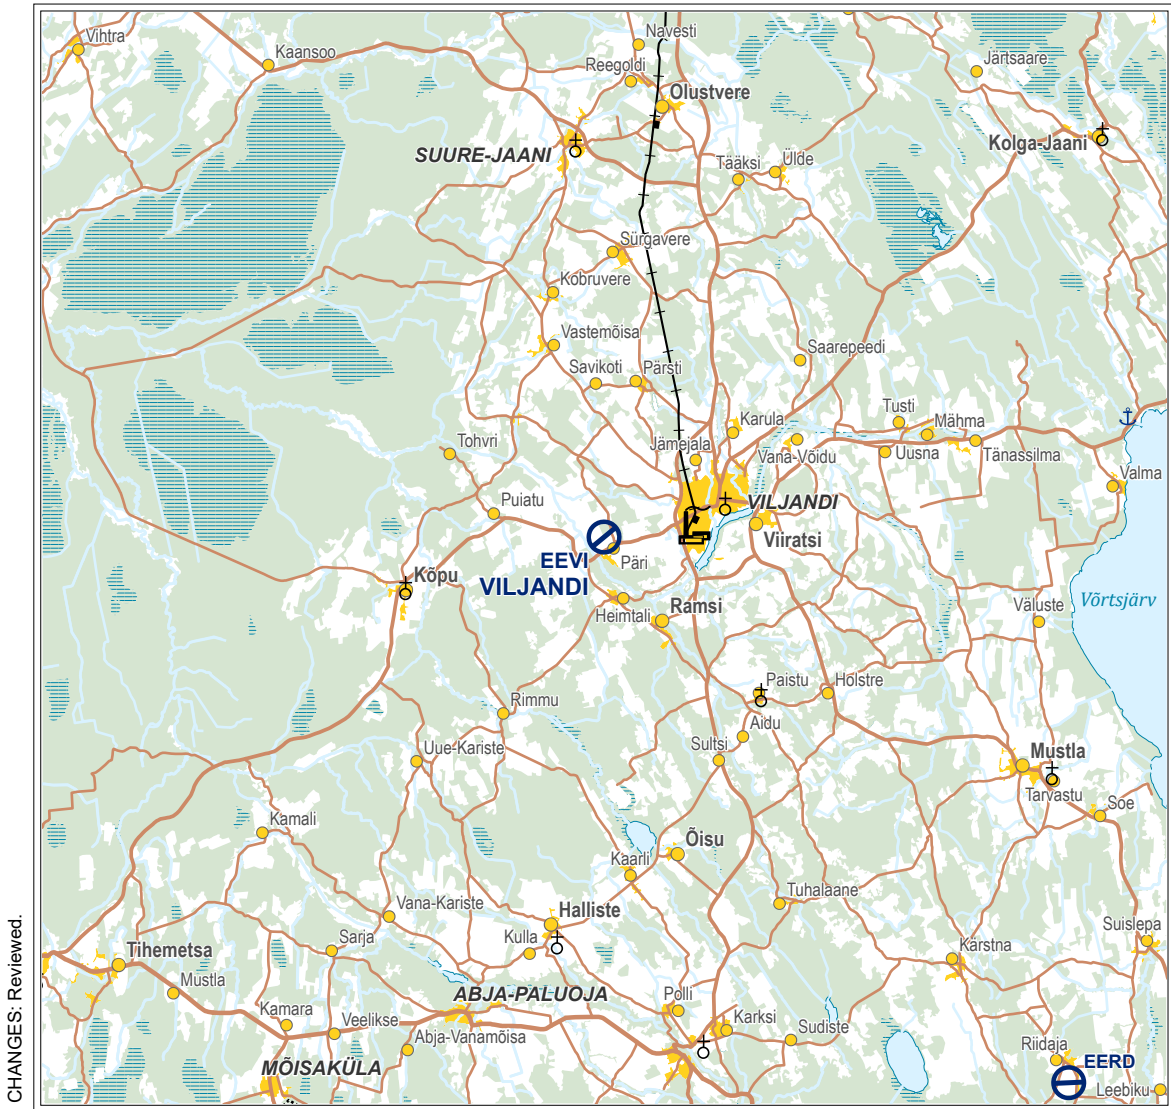 Vihtra
Kaansoo
Navesti
Reegoldi
Olustvere
Järtsaare
Kolga-Jaani
SUURE-JAANI
Tääksi
Ülde
Sürgavere
Kobruvere
Vastemõisa
Savikoti
Pärsti
Saarepeedi
Karula
Tusti
Mähma
Jämejala
Vana-Võidu
Uusna
Tänassilma
Tohvri
Valma
Puiatu
VILJANDI
Viiratsi
EEVI
VILJANDI
Päri
Kõpu
Heimtali
Ramsi
Väluste
Võrtsjärv
Paistu
Holstre
Rimmu
Aidu
Sultsi
Uue-Kariste
Mustla
Tarvastu
Soe
Kamali
Õisu
Kaarli
Tuhalaane
Vana-Kariste
Halliste
Suislepa
Sarja
Kulla
Kärstna
Tihemetsa
Mustla
ABJA-PALUOJA
Polli
Kamara
Veelikse
Abja-Vanamõisa
Karksi
Sudiste
MÕISAKÜLA
Riidaja
EERD
Leebiku
CHANGES: Reviewed.